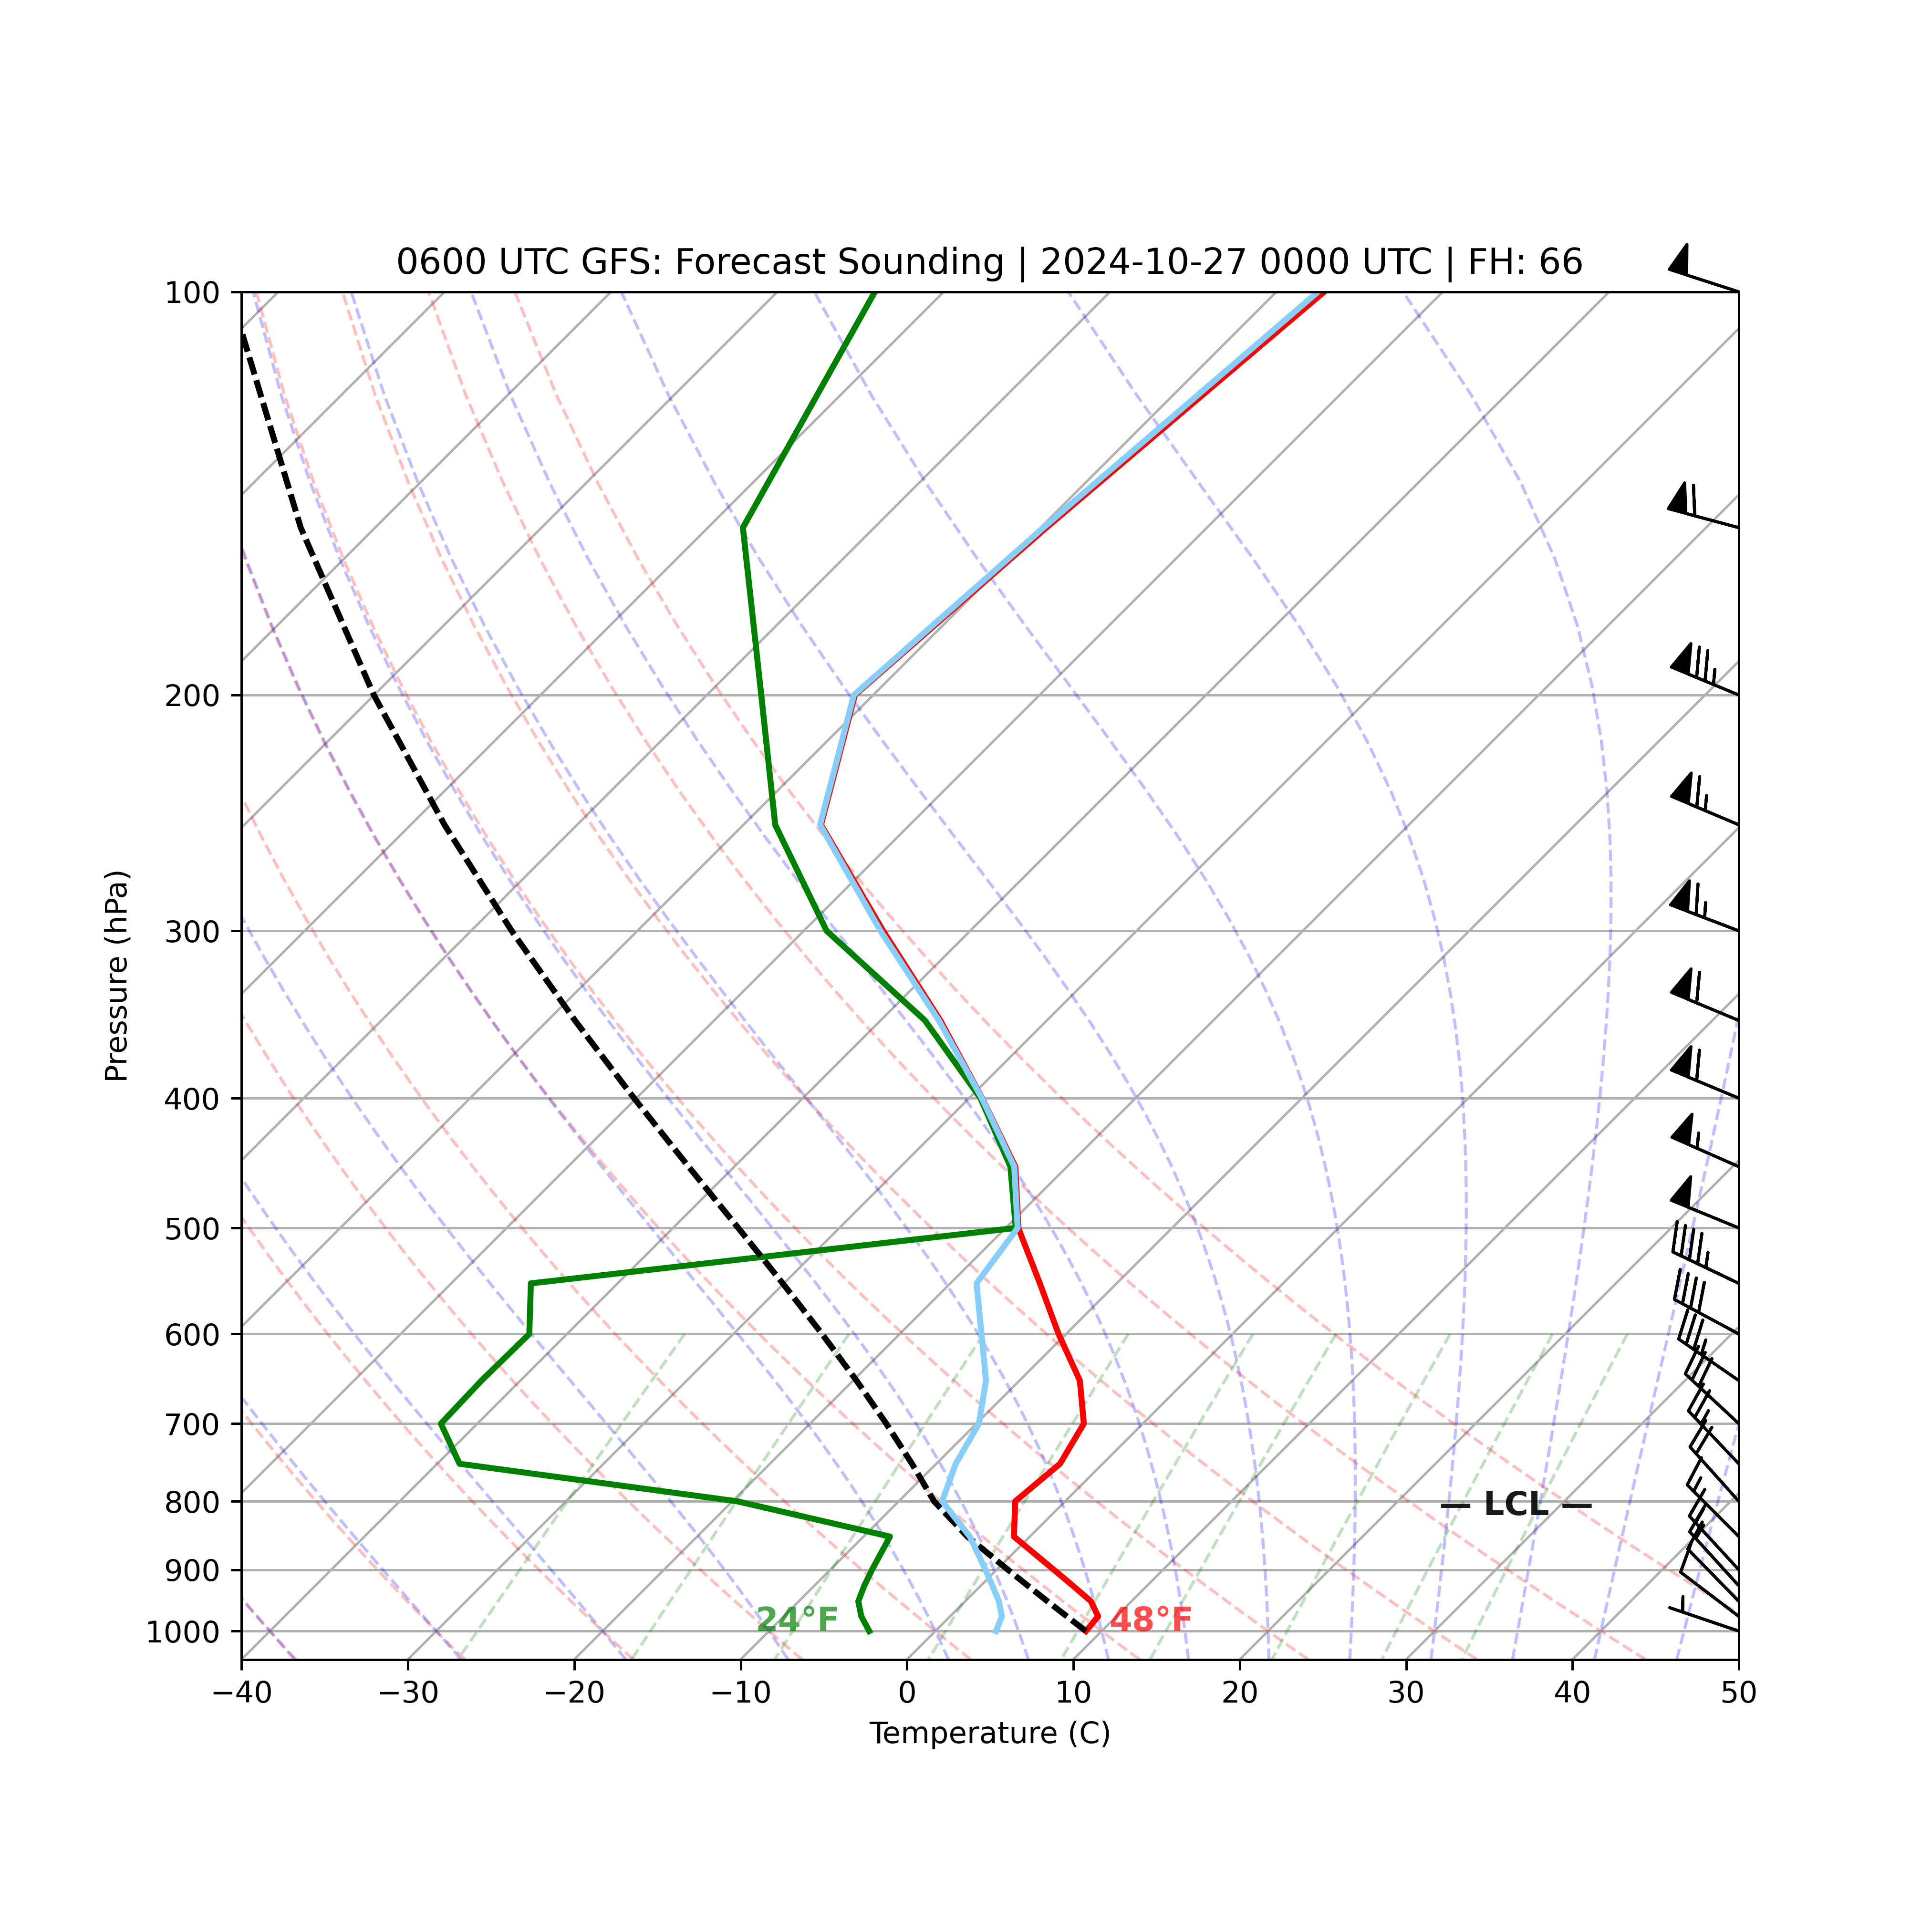 0600 UTC GFS: Forecast Sounding | 2024-10-27 0000 UTC | FH: 66
100
200
300
400
500
600
700
800
900
1000
Pressure (hPa)
— LCL —
24°F
48°F
−40 −30 −20 −10 0 10 20 30 40 50
Temperature (C)